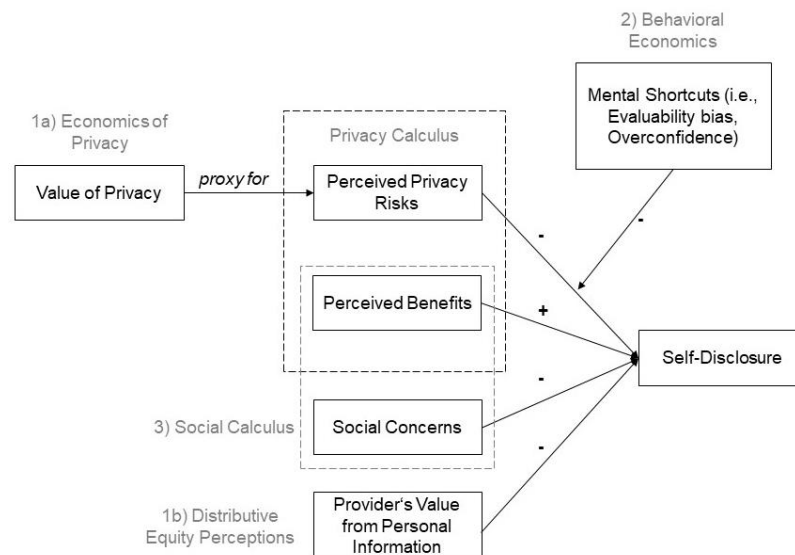 2) Behavioral
Economics
Mental Shortcuts (i.e.,
Evaluability bias,
Overconfidence)
1a) Economics of
Privacy
Privacy Calculus
Value of Privacy
proxy for
Perceived Privacy
Risks
-
-
Perceived Benefits
+
Self-Disclosure
-
3) Social Calculus
Social Concerns
-
1b) Distributive
Equity Perceptions
Provider‘s Value
from Personal
Information